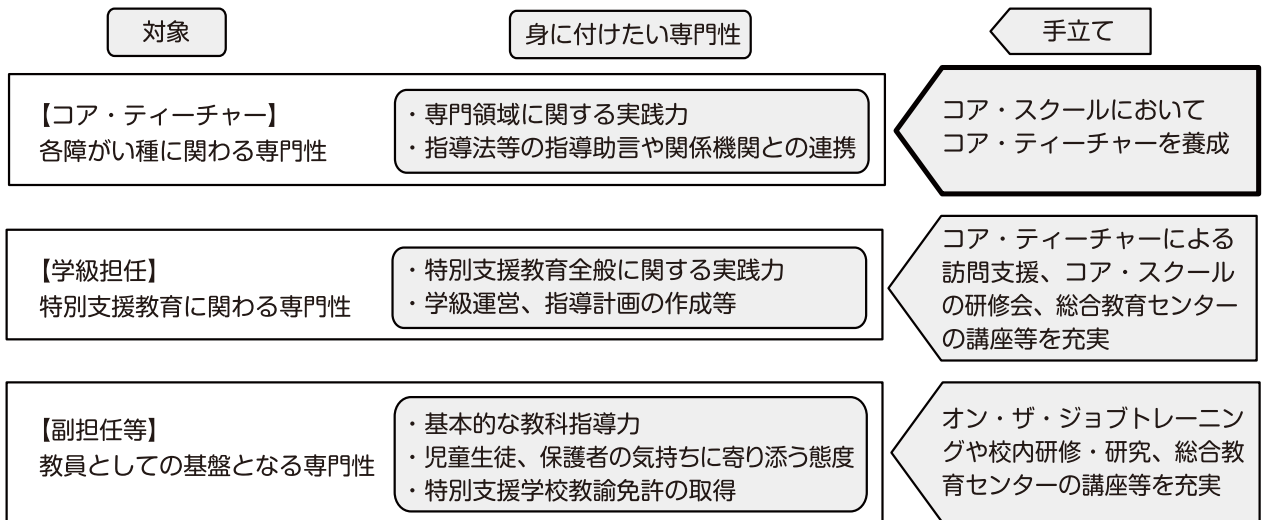 対象
身に付けたい専門性
手立て
【コア・ティーチャー】
各障がい種に関わる専門性
・専門領域に関する実践力
・指導法等の指導助言や関係機関との連携
コア・スクールにおいて
コア・ティーチャーを養成
【学級担任】
特別支援教育に関わる専門性
・特別支援教育全般に関する実践力
・学級運営、指導計画の作成等
コア・ティーチャーによる
訪問支援、コア・スクール
の研修会、総合教育センター
の講座等を充実
【副担任等】
教員としての基盤となる専門性
・基本的な教科指導力
・児童生徒、保護者の気持ちに寄り添う態度
・特別支援学校教諭免許の取得
オン・ザ・ジョブトレーニン
グや校内研修・研究、総合教
育センターの講座等を充実